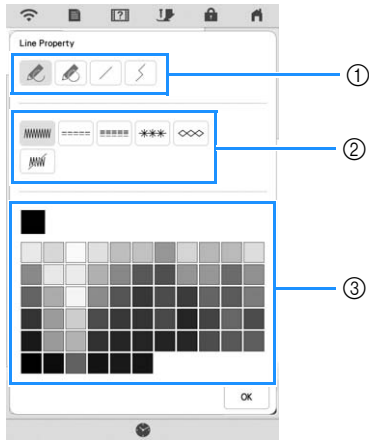 [?]
Line Property
①
②
③
OK